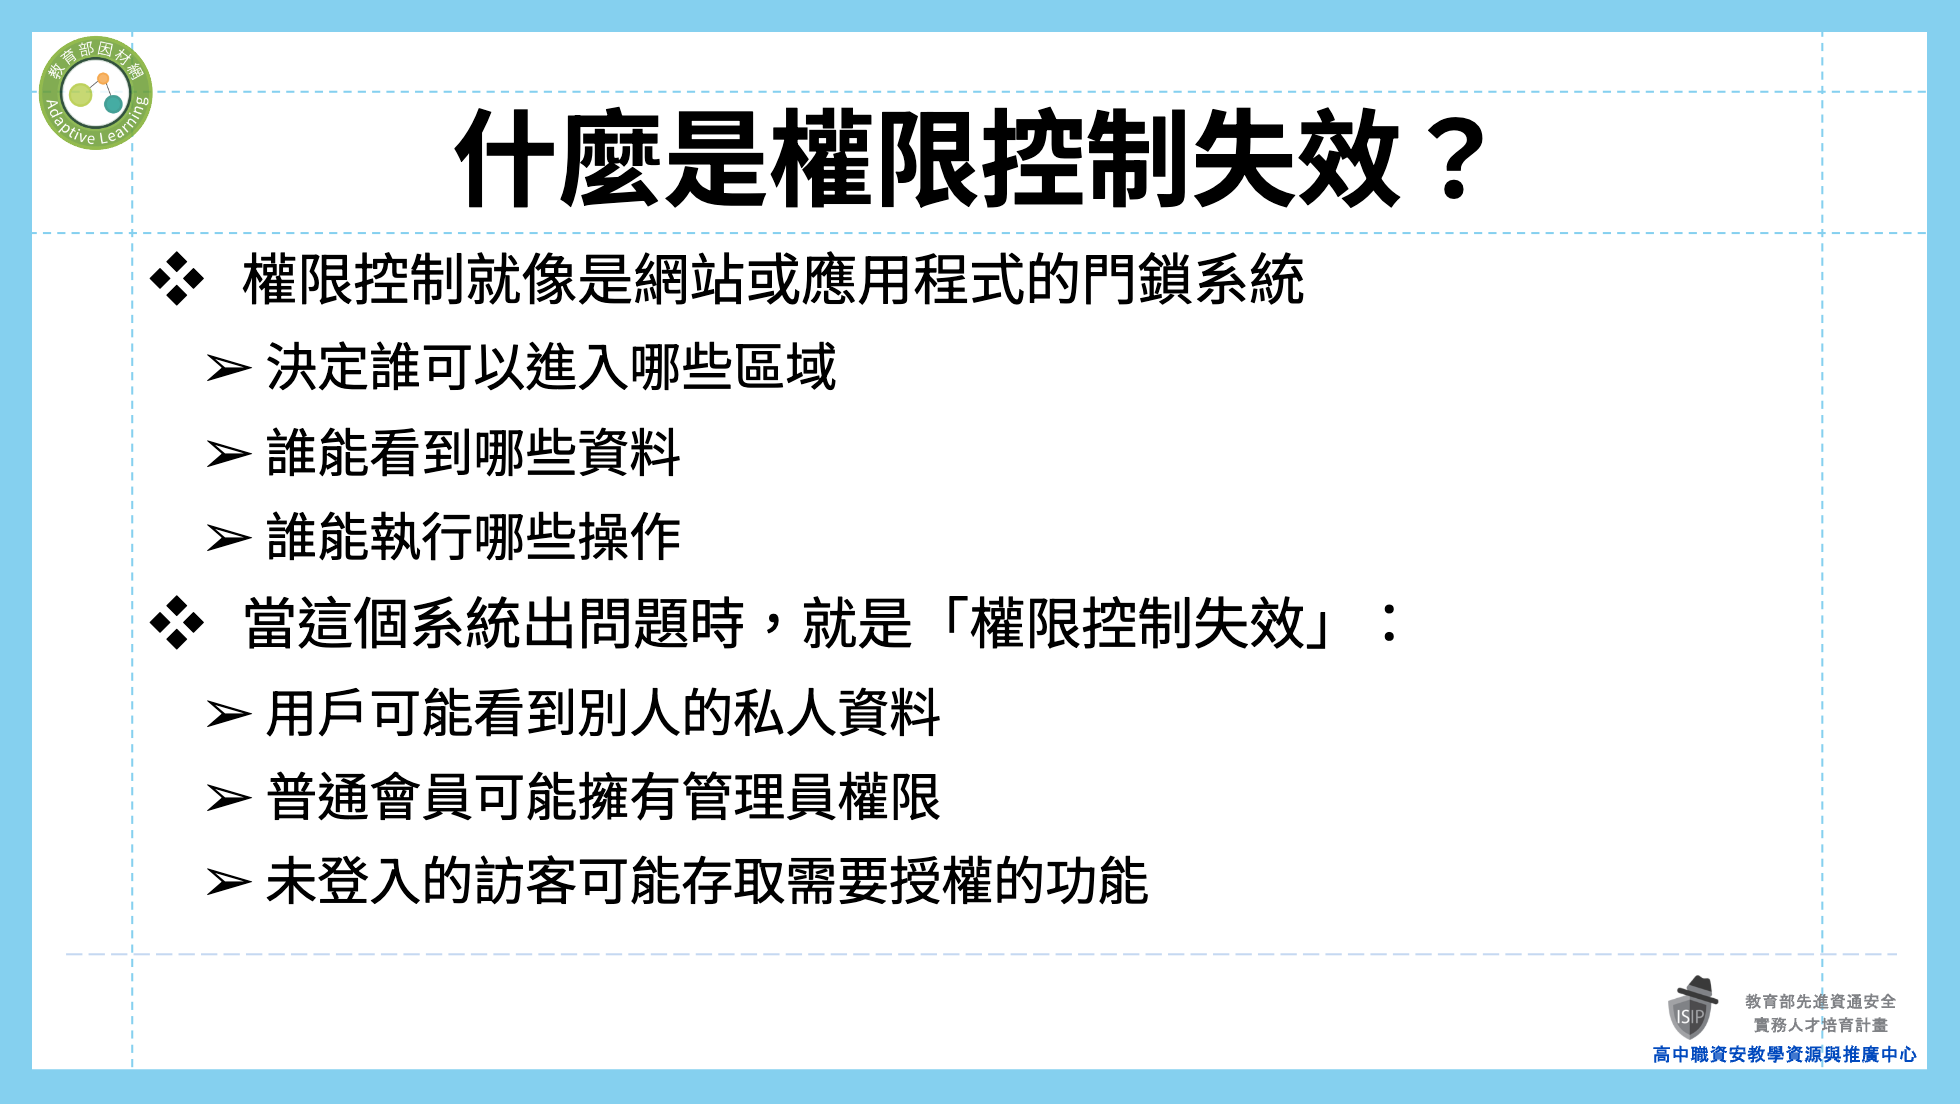 教育部因材網
Adaptive Learning
什麼是權限控制失效？
❖ 權限控制就像是網站或應用程式的門鎖系統
➢ 決定誰可以進入哪些區域
➢ 誰能看到哪些資料
➢ 誰能執行哪些操作
❖ 當這個系統出問題時，就是「權限控制失效」：
➢ 用戶可能看到別人的私人資料
➢ 普通會員可能擁有管理員權限
➢ 未登入的訪客可能存取需要授權的功能
ISIP
教育部先進資通安全
實務人才培育計畫
高中職資安教學資源與推廣中心